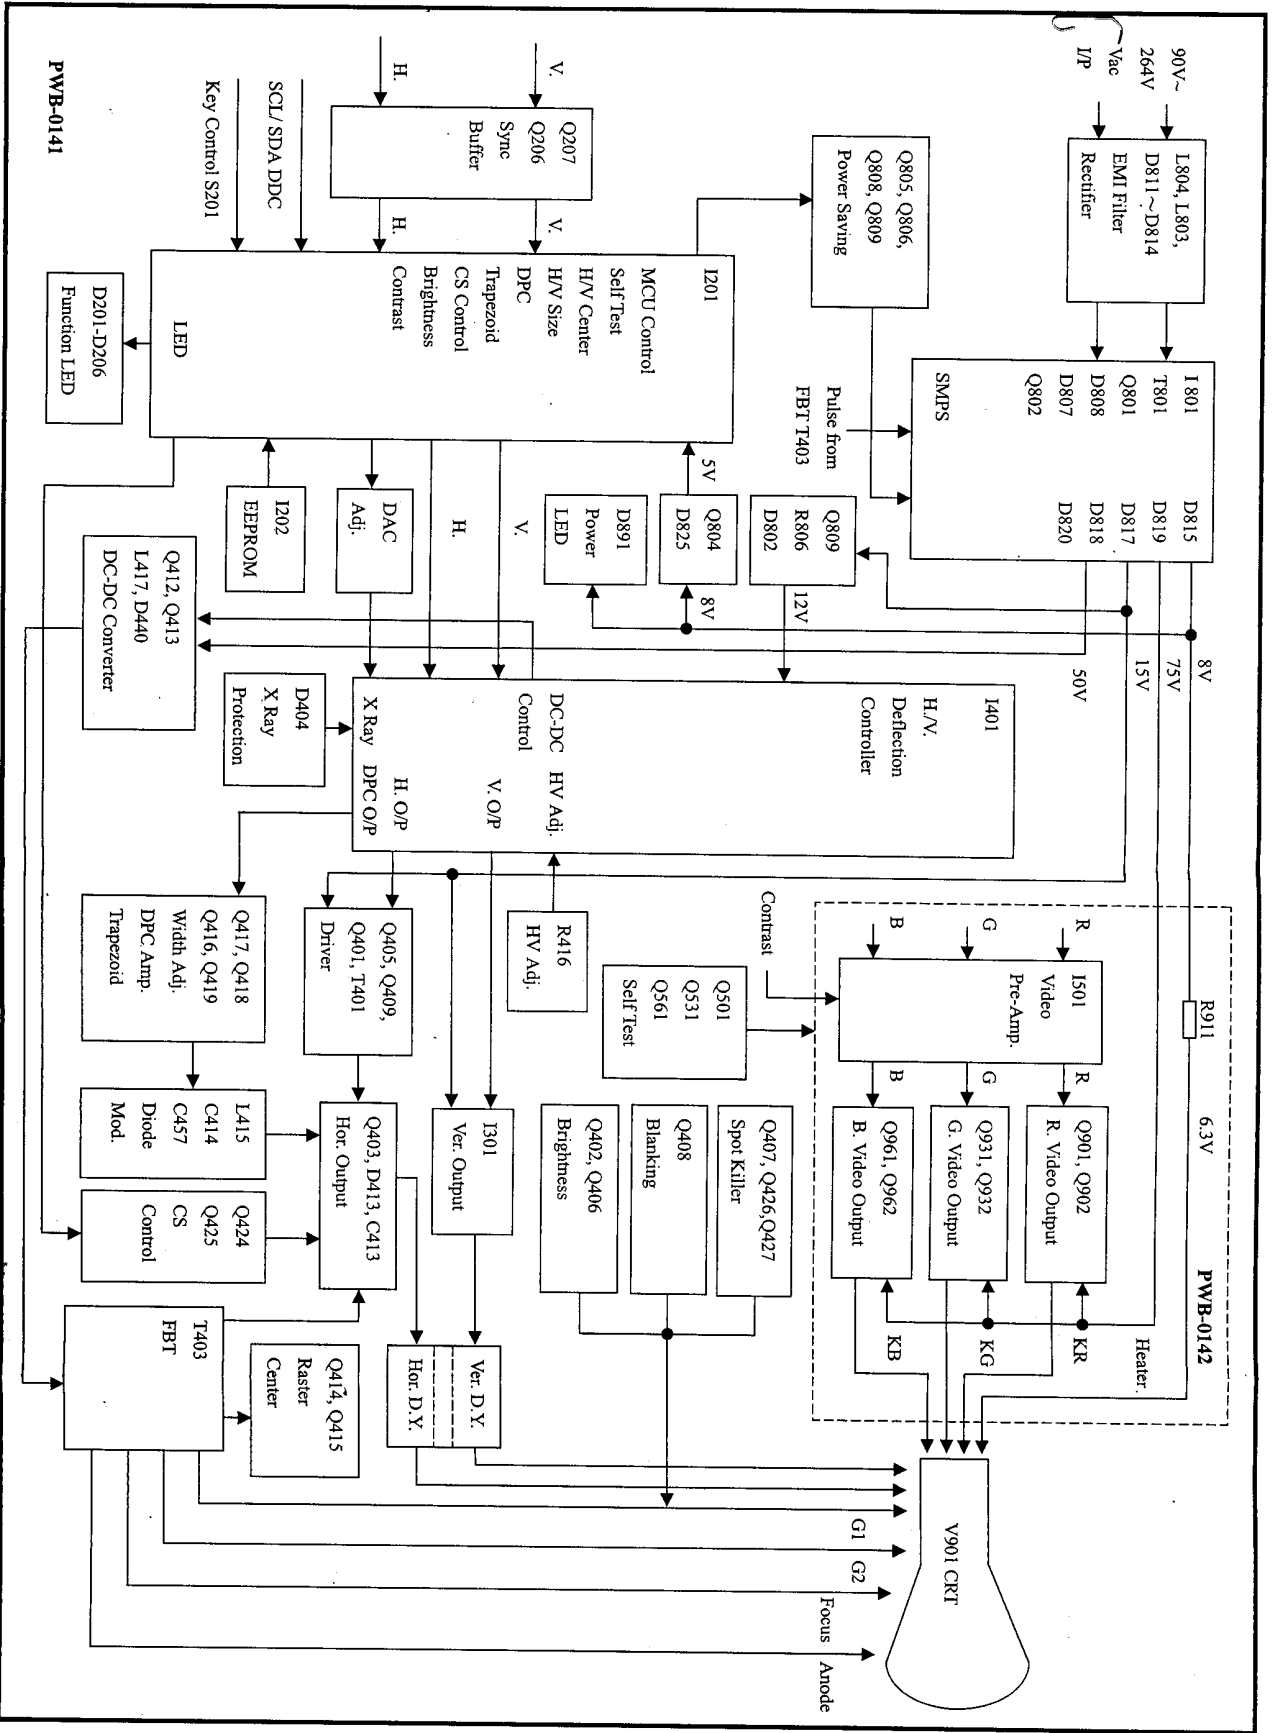 90V~
264V
Vac
I/P
L804, L803,
D811~D814
EMI Filter
Rectifier
I 801
T801
Q801
D808
D807
Q802
SMPS
D815
D819
D817
D818
D820
8V
75V
15V
50V
R911
6.3V
PWB-0142
Heater.
Q805, Q806,
Q808, Q809
Power Saving
Pulse from
FBT T403
Q809
R806
D802
12V
Q804
D825
5V
8V
D891
Power
LED
V.
H.
Q207
Q206
Sync
Buffer
V.
H.
SCL/ SDA DDC
Key Control S201
PWB-0141
I201
MCU Control
Self Test
H/V Center
H/V Size
DPC
Trapezoid
CS Control
Brightness
Contrast
LED
D201-D206
Function LED
I202
EEPROM
DAC
Adj.
V.
H.
Q412, Q413
L417, D440
DC-DC Converter
D404
X Ray
Protection
I401
H./V.
Deflection
Controller
DC-DC
Control
HV Adj.
V. O/P
H. O/P
X Ray
DPC O/P
R416
HV Adj.
Q405, Q409,
Q401, T401
Driver
Q417, Q418
Q416, Q419
Width Adj.
DPC Amp.
Trapezoid
L415
C414
C457
Diode
Mod.
Q424
Q425
CS
Control
Q403, D413, C413
Hor. Output
I301
Ver. Output
Ver. D.Y.
Hor. D.Y.
T403
FBT
Q414, Q415
Raster
Center
Contrast
R
G
B
I501
Video
Pre-Amp.
R
G
B
Q901, Q902
R. Video Output
Q931, Q932
G. Video Output
Q961, Q962
B. Video Output
KR
KG
KB
Q501
Q531
Q561
Self Test
Q407, Q426,Q427
Spot Killer
Q408
Blanking
Q402, Q406
Brightness
V901 CRT
G1
G2
Focus
Anode